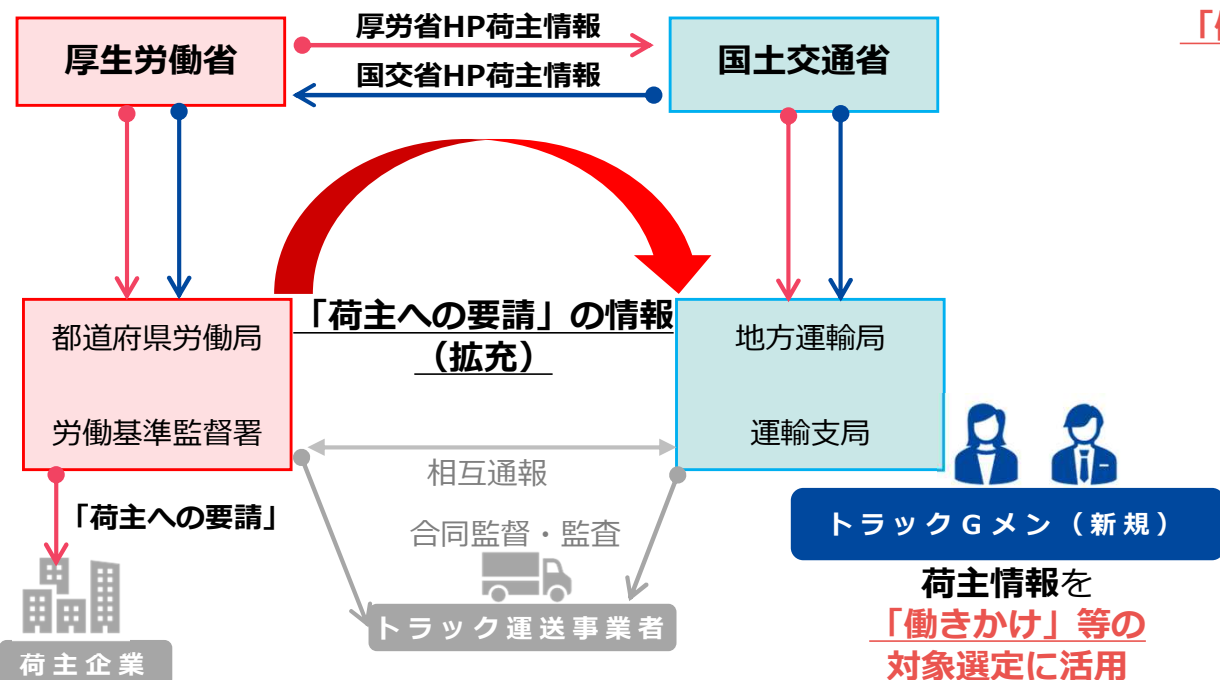 厚労省HP荷主情報
厚生労働省
国土交通省
国交省HP荷主情報
「荷主への要請」の情報
（拡充）
都道府県労働局
労働基準監督署
地方運輸局
運輸支局
相互通報
「荷主への要請」
合同監督・監査
トラックGメン（新規）
荷主情報を
「働きかけ」等の
対象選定に活用
トラック運送事業者
荷主企業